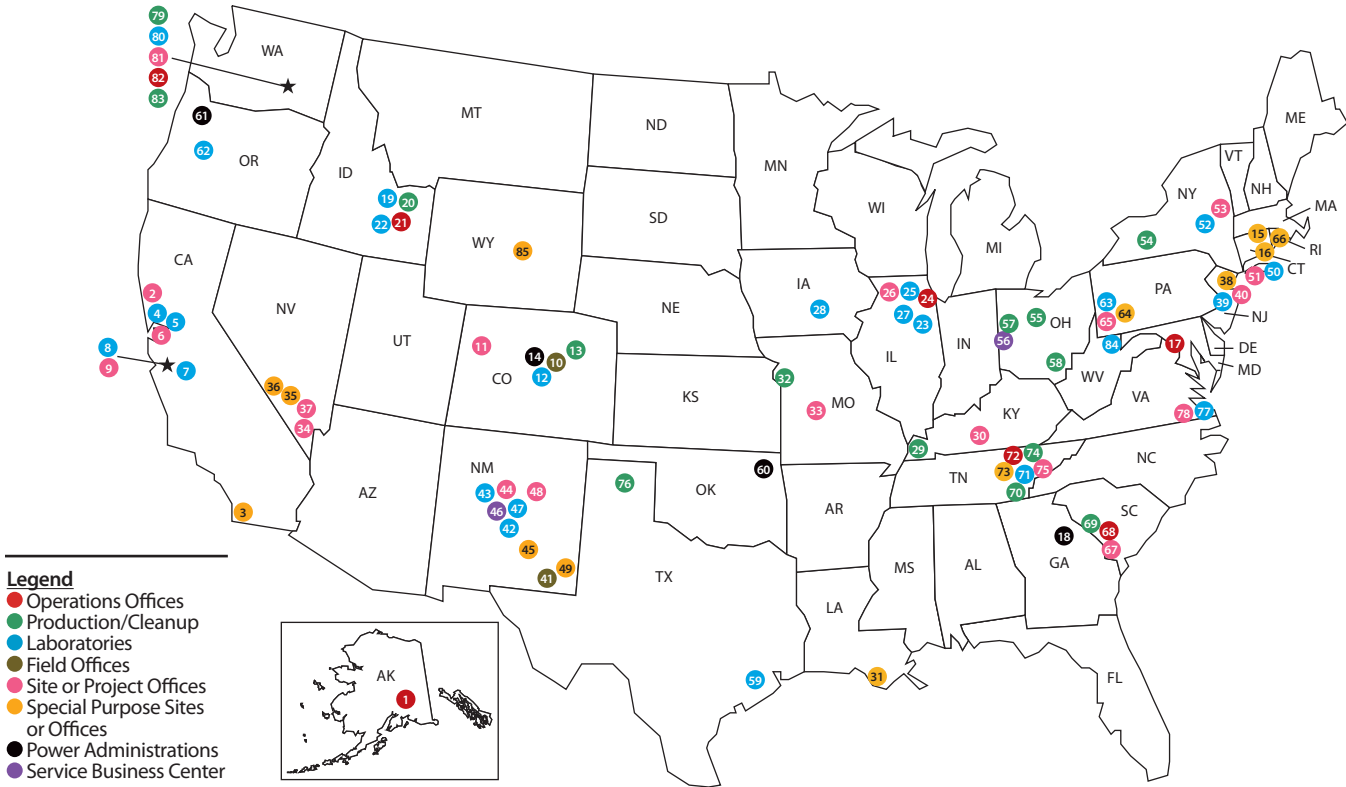 79
80
81
82
83
WA
MT
ND
MN
ME
VT
NH
61
62
OR
ID
19
20
22
21
SD
WI
MI
NY
53
52
54
MA
15
66
RI
16
CT
CA
NV
WY
85
NE
IA
28
26
25
24
27
23
IL
IN
57
55
OH
56
58
PA
63
64
65
38
51
50
40
39
NJ
2
4
5
6
8
9
7
UT
11
14
10
13
12
CO
KS
32
33
MO
84
17
DE
MD
WV
VA
78
77
KY
30
36
35
37
34
29
72
74
73
71
75
TN
70
NC
3
AZ
NM
43
44
48
46
47
42
45
41
49
76
OK
60
AR
69
68
67
SC
18
GA
TX
MS
AL
LA
59
31
FL
Legend
Operations Offices
Production/Cleanup
Laboratories
Field Offices
Site or Project Offices
Special Purpose Sites
or Offices
Power Administrations
Service Business Center
AK
1